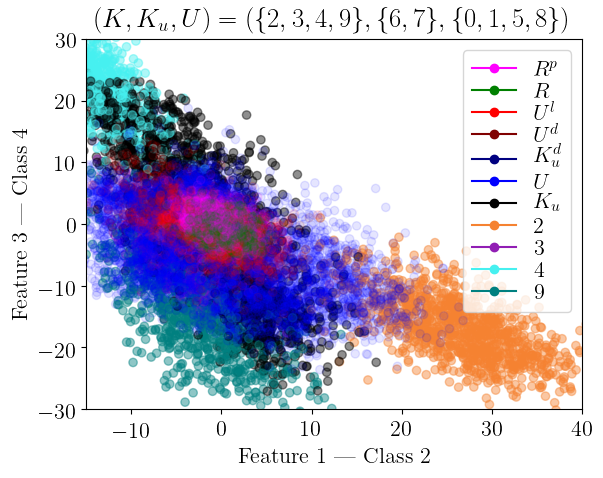 (K, K_u, U) = ({2, 3, 4, 9}, {6, 7}, {0, 1, 5, 8})
30
20
10
0
−10
−20
−30
Feature 3 — Class 4
R^p
R
U^l
U^d
K_u^d
U
K_u
2
3
4
9
−10
0
10
20
30
40
Feature 1 — Class 2